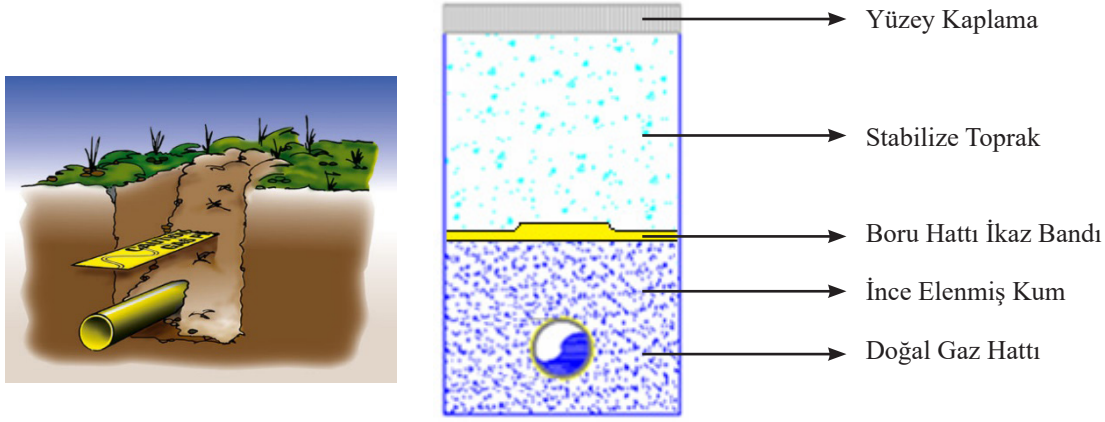 Yüzey Kaplama
Stabilize Toprak
Boru Hattı İkaz Bandı
İnce Elenmiş Kum
Doğal Gaz Hattı